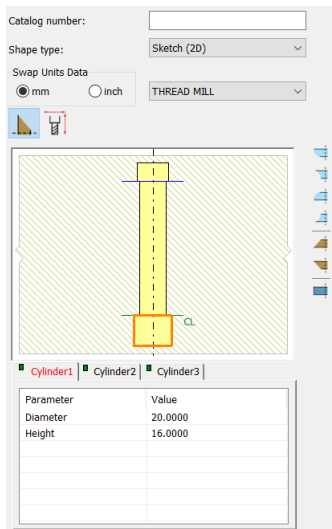 Catalog number:
Shape type: Sketch (2D)
Swap Units Data
mm inch THREAD MILL
CL
Cylinder1 Cylinder2 Cylinder3
Parameter Value
Diameter 20.0000
Height 16.0000